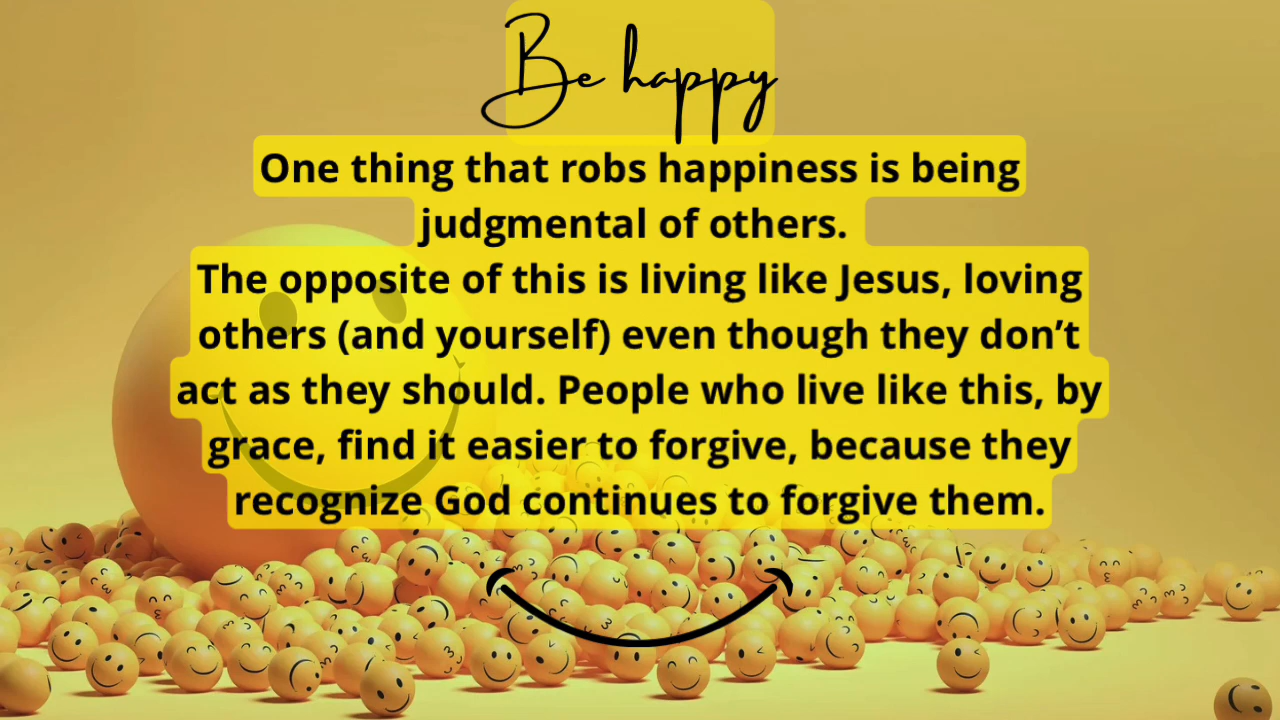 Be happy
One thing that robs happiness is being
judgmental of others.
The opposite of this is living like Jesus, loving
others (and yourself) even though they don’t
act as they should. People who live like this, by
grace, find it easier to forgive, because they
recognize God continues to forgive them.